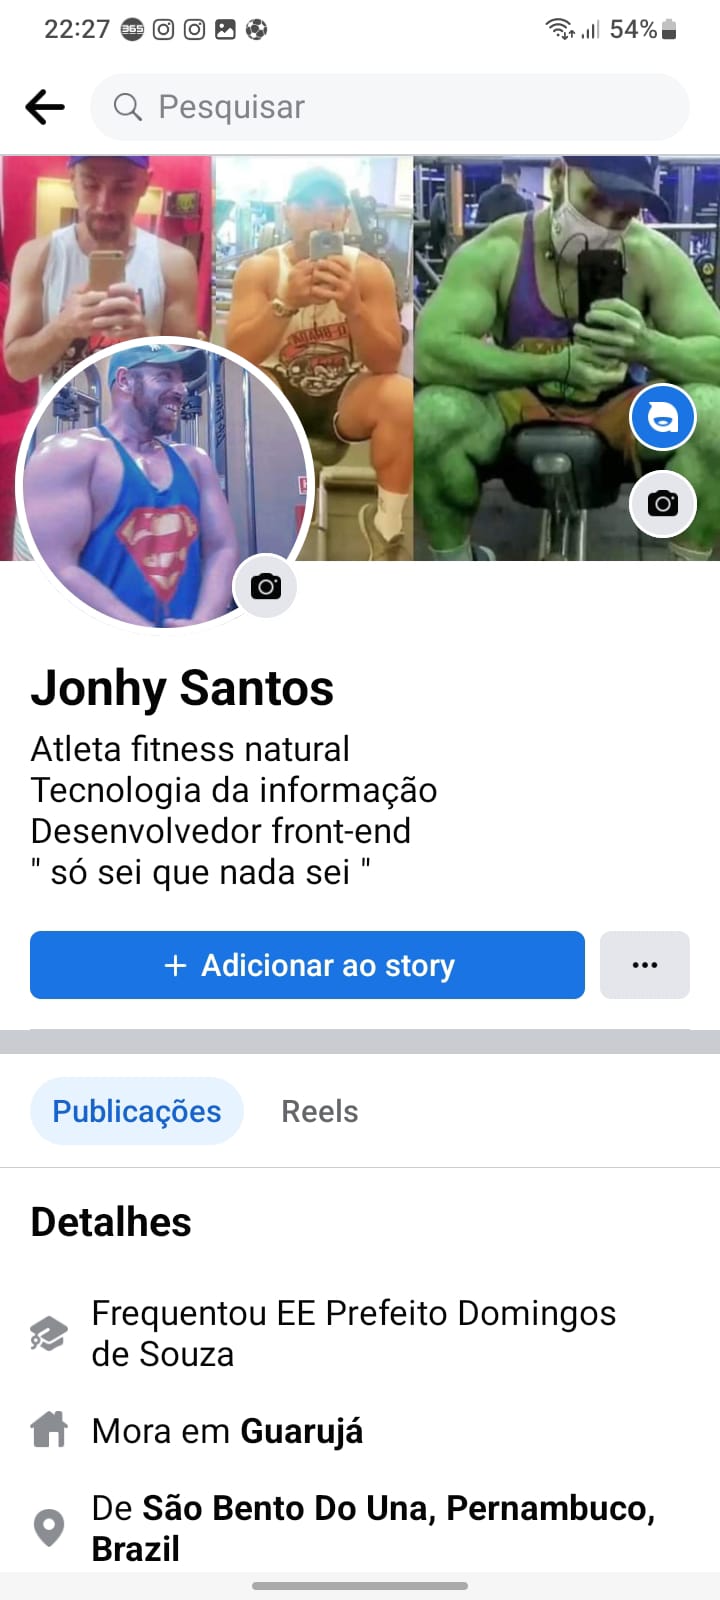 22:27
365
54%
Pesquisar
Jonhy Santos
Atleta fitness natural
Tecnologia da informação
Desenvolvedor front-end
" só sei que nada sei "
+ Adicionar ao story
Publicações
Reels
Detalhes
Frequentou EE Prefeito Domingos
de Souza
Mora em Guarujá
De São Bento Do Una, Pernambuco,
Brazil